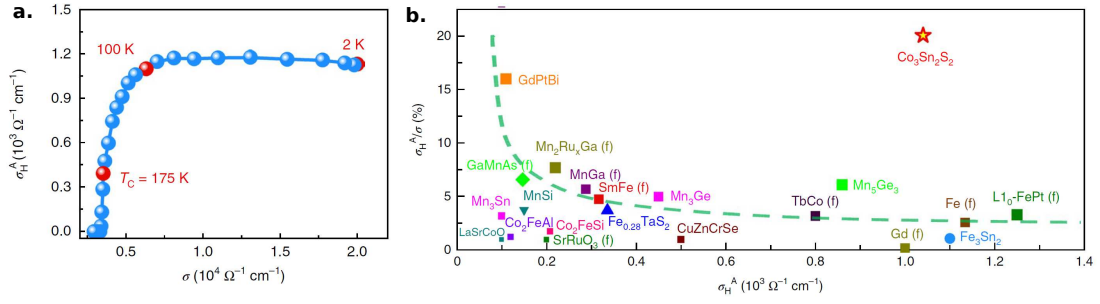 a.
1.5
1.2
0.9
0.6
0.3
0.0
σ_H^A (10³ Ω⁻¹ cm⁻¹)
100 K
2 K
T_C = 175 K
0.5
1.0
1.5
2.0
σ (10⁴ Ω⁻¹ cm⁻¹)
b.
20
15
10
5
0
σ_H^A/σ (%)
Co₃Sn₂S₂
GdPtBi
Mn₂RuₓGa (f)
GaMnAs (f)
MnGa (f)
SmFe (f)
MnSi
Mn₃Ge
Mn₅Ge₃
Mn₃Sn
Co₂FeAl
Co₂FeSi
Fe₀.₂₈TaS₂
TbCo (f)
Fe (f)
L1₀-FePt (f)
LaSrCoO
SrRuO₃ (f)
CuZnCrSe
Gd (f)
Fe₃Sn₂
0
0.2
0.4
0.6
0.8
1.0
1.2
1.4
σ_H^A (10³ Ω⁻¹ cm⁻¹)